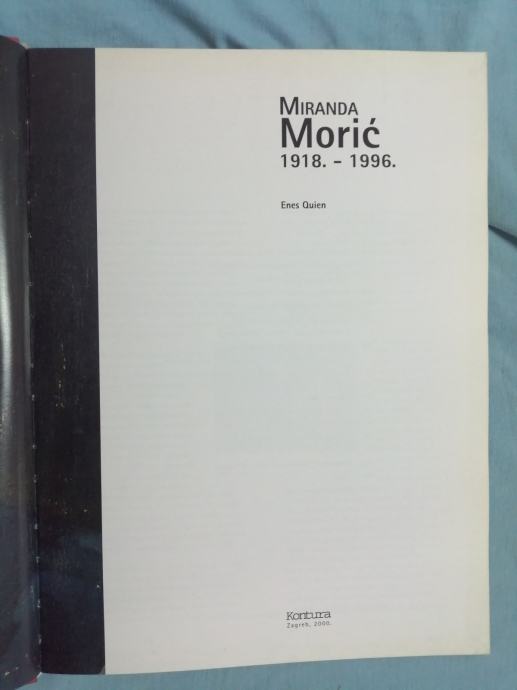 MIRANDA
Morić
1918. - 1996.
Enes Quien
Kontura
Zagreb, 2000.